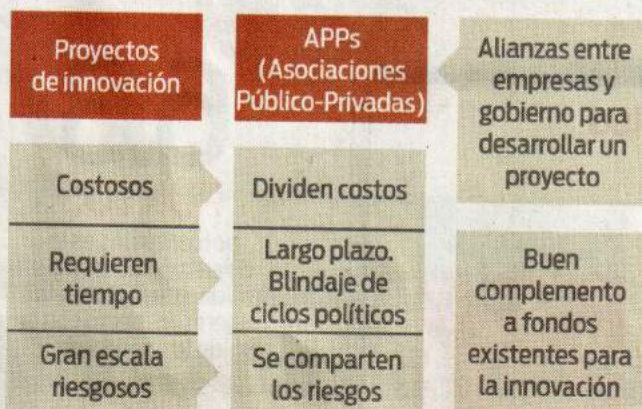 Proyectos
de innovación
APPs
(Asociaciones
Público-Privadas)
Alianzas entre
empresas y
gobierno para
desarrollar un
proyecto
Costosos
Dividen costos
Requieren
tiempo
Largo plazo.
Blindaje de
ciclos políticos
Gran escala
riesgosos
Se comparten
los riesgos
Buen
complemento
a fondos
existentes para
la innovación